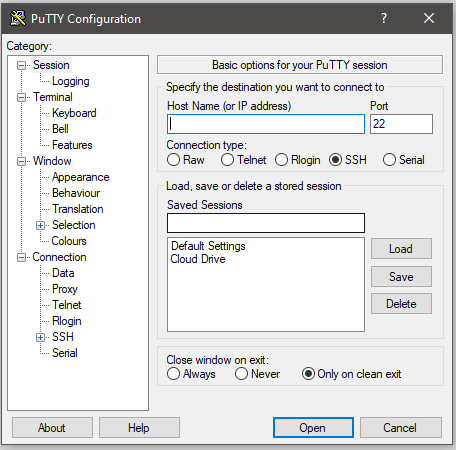 PuTTY Configuration
?
Category:
Session
Logging
Terminal
Keyboard
Bell
Features
Window
Appearance
Behaviour
Translation
Selection
Colours
Connection
Data
Proxy
Telnet
Rlogin
SSH
Serial
Basic options for your PuTTY session
Specify the destination you want to connect to
Host Name (or IP address) Port
22
Connection type:
Raw Telnet Rlogin SSH Serial
Load, save or delete a stored session
Saved Sessions
Default Settings
Cloud Drive
Load
Save
Delete
Close window on exit:
Always Never Only on clean exit
About Help Open Cancel